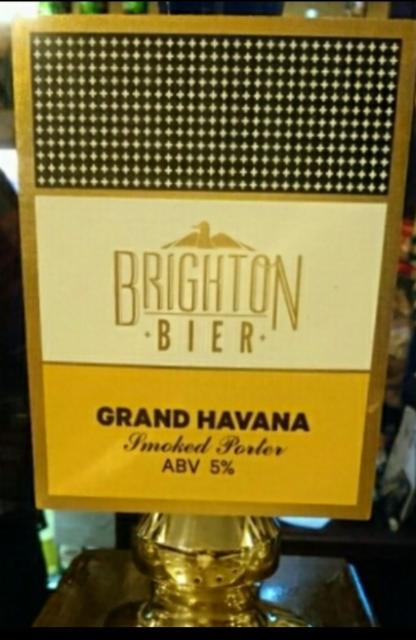 BRIGHTON
BIER
GRAND HAVANA
Smoked Porter
ABV 5%